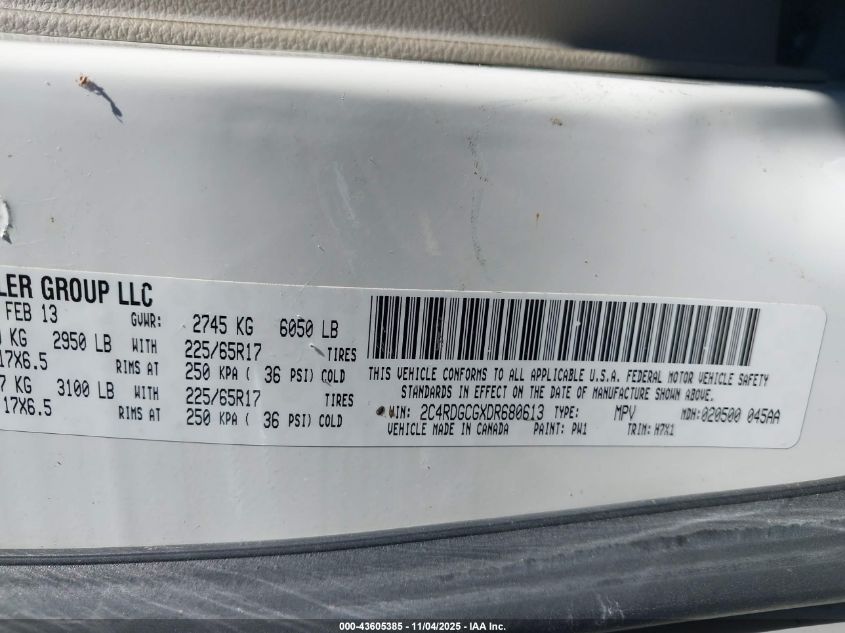 LER GROUP LLC
FEB 13 GVWR: 2745 KG 6050 LB
KG 2950 LB WITH 225/65R17 TIRES
17X6.5 RIMS AT 250 KPA ( 36 PSI) COLD
7 KG 3100 LB WITH 225/65R17 TIRES
17X6.5 RIMS AT 250 KPA ( 36 PSI) COLD
THIS VEHICLE CONFORMS TO ALL APPLICABLE U.S.A. FEDERAL MOTOR VEHICLE SAFETY
STANDARDS IN EFFECT ON THE DATE OF MANUFACTURE SHOWN ABOVE.
VIN: 2C4RDGCGXDR680613 TYPE: MPV MDH:020500 045AA
VEHICLE MADE IN CANADA PAINT: PW1 TRIM: H7X1
000-43605385 - 11/04/2025 - IAA Inc.